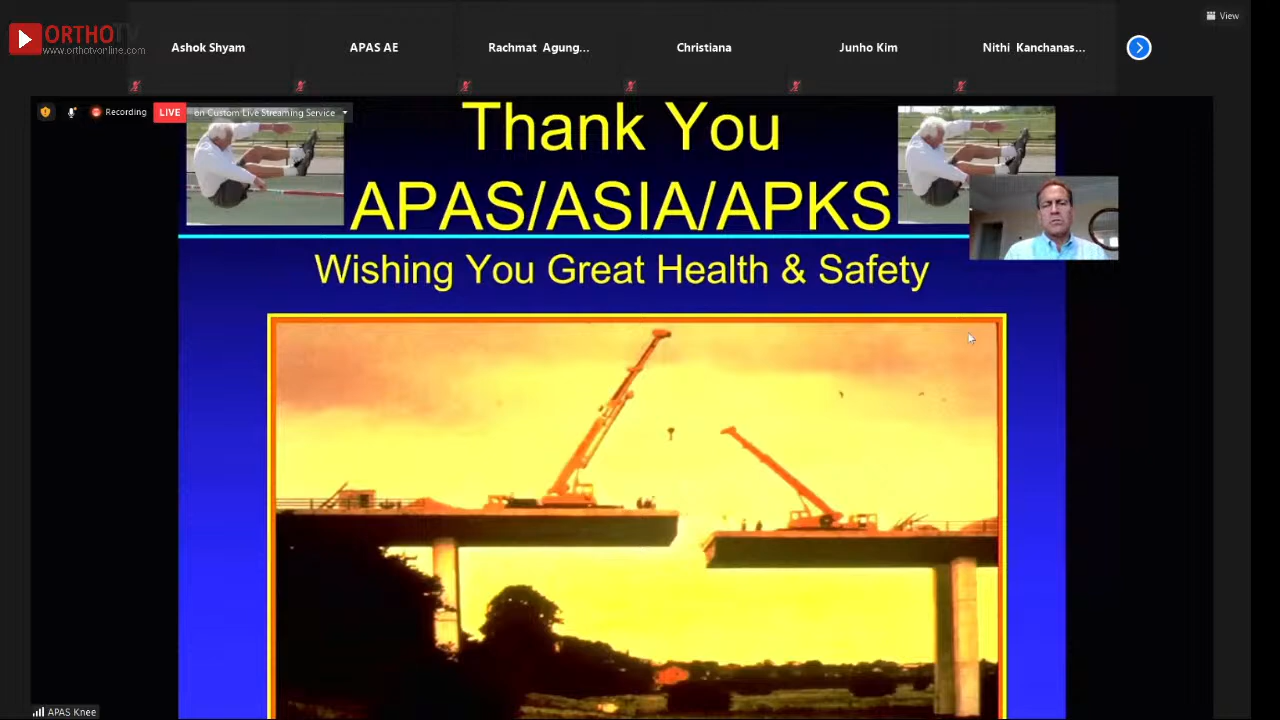 ORTHOTV
www.orthotvonline.com
View
Ashok Shyam
APAS AE
Rachmat Agung...
Christiana
Junho Kim
Nithi Kanchanas...
Recording
LIVE
on Custom Live Streaming Service
Thank You
APAS/ASIA/APKS
Wishing You Great Health & Safety
APAS Knee